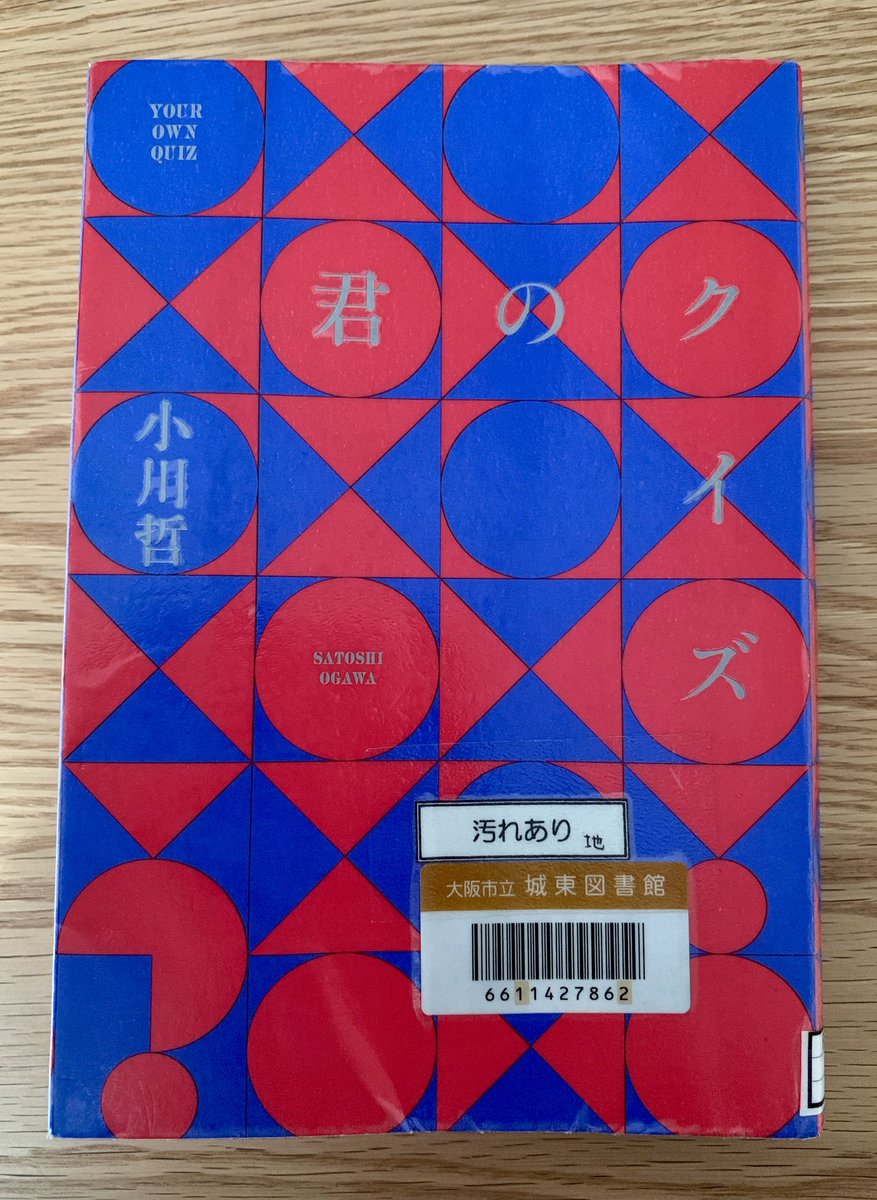 YOUR
OWN
QUIZ
君のクイズ
小川哲
SATOSHI
OGAWA
汚れあり 地
大阪市立 城東図書館
6611427862